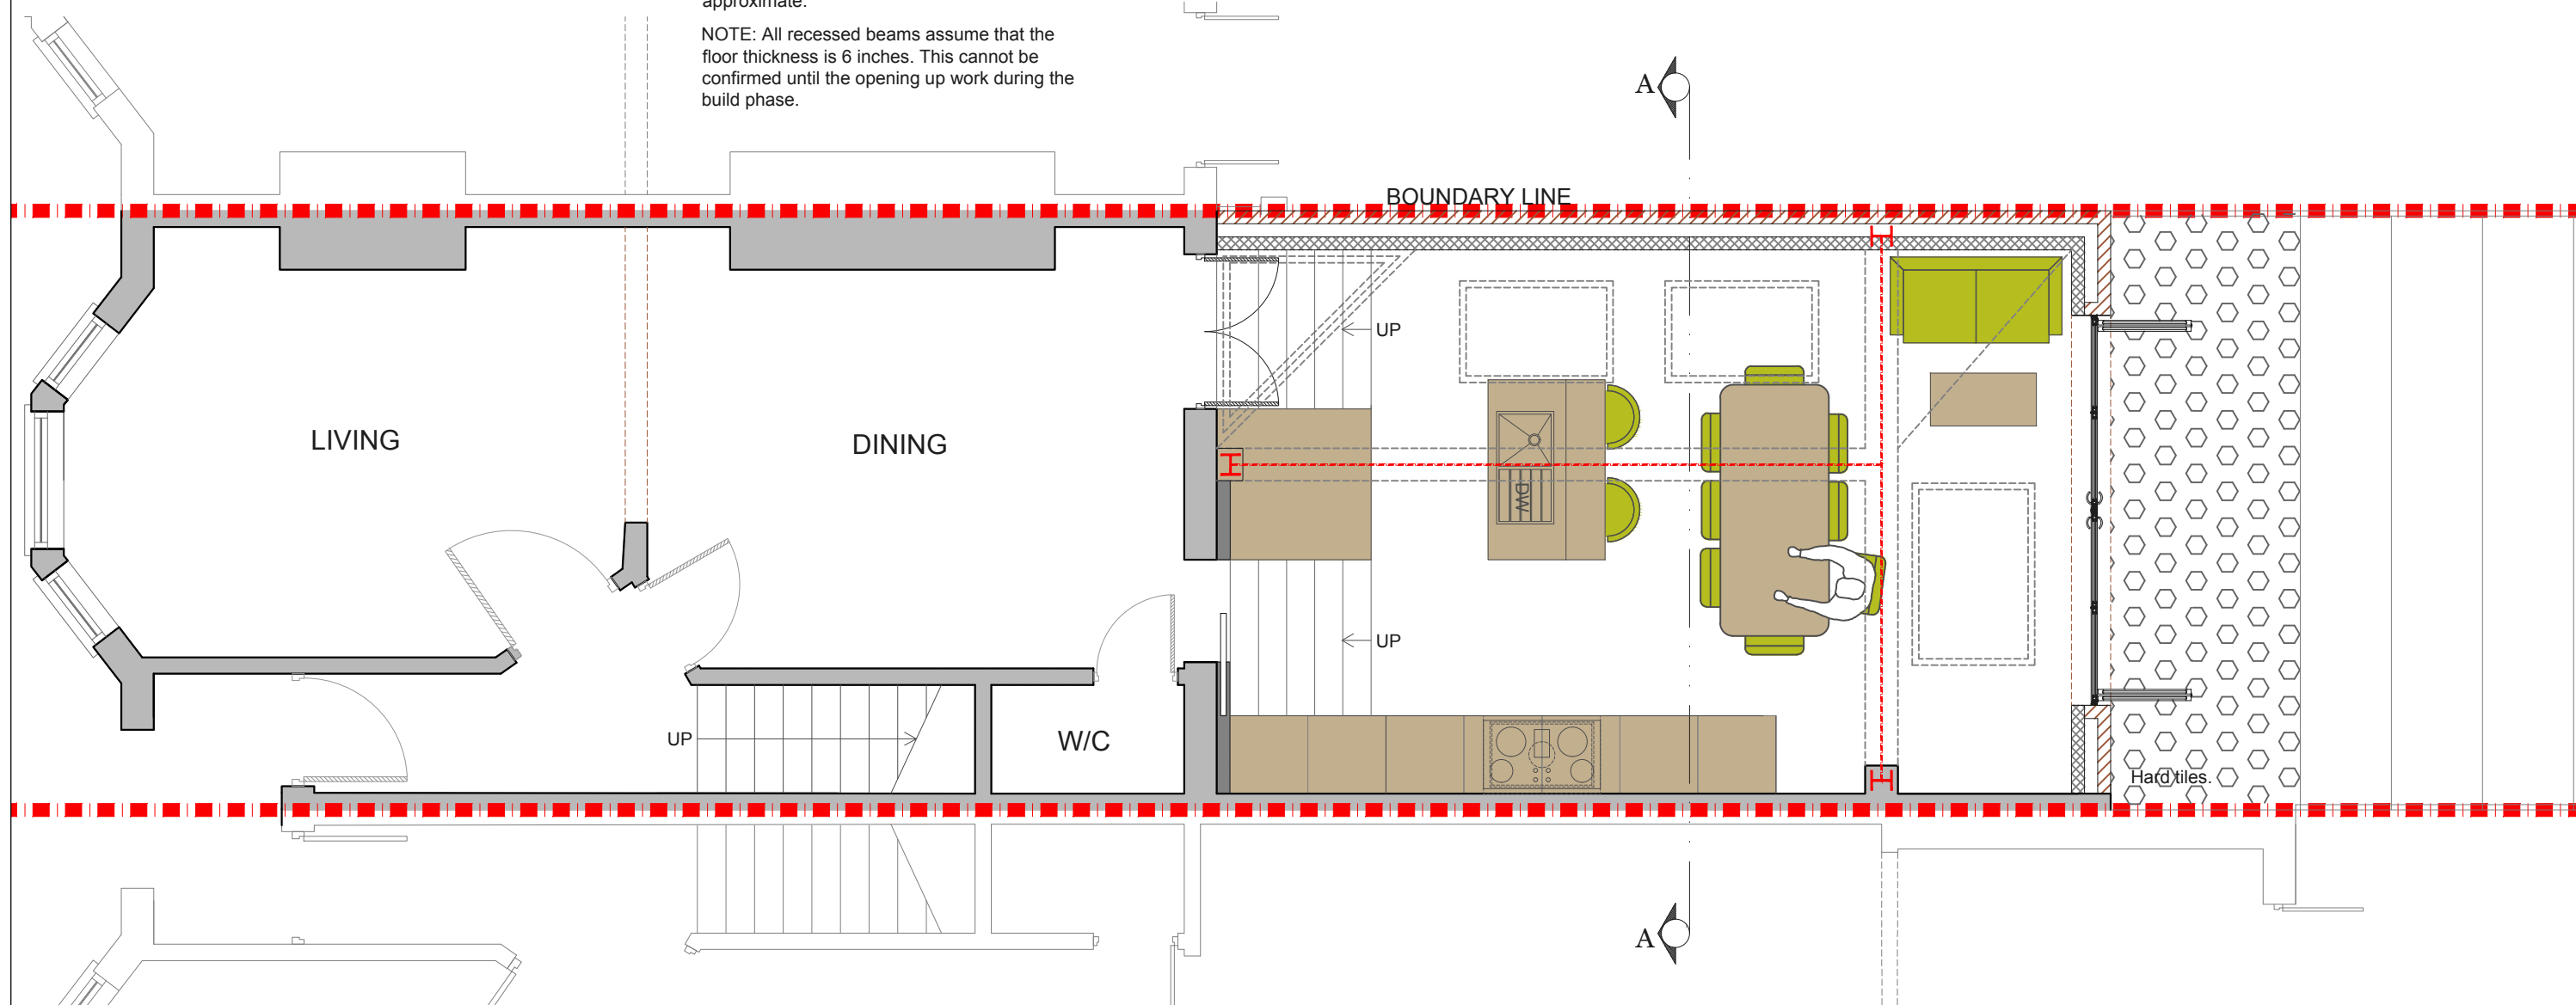 approximate.
NOTE: All recessed beams assume that the
floor thickness is 6 inches. This cannot be
confirmed until the opening up work during the
build phase.
A
BOUNDARY LINE
UP
LIVING
DINING
DW
UP
UP
W/C
Hard tiles.
A